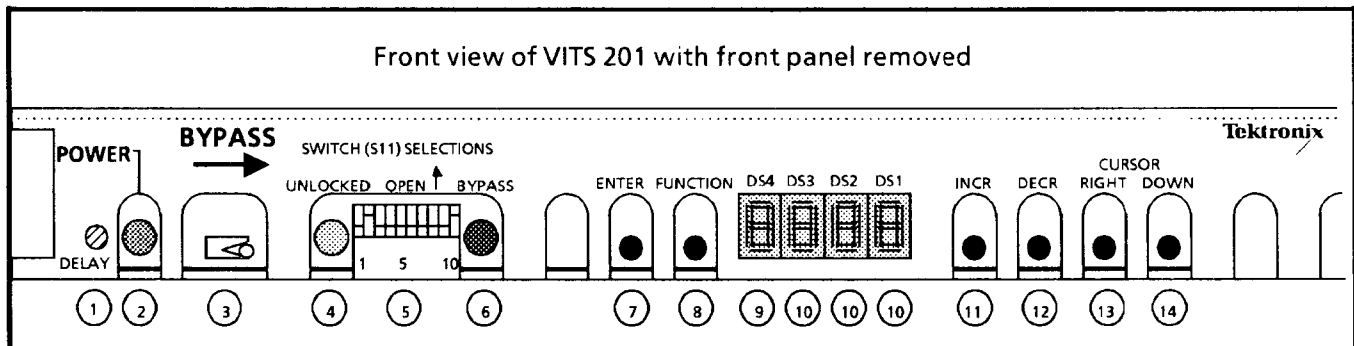 Front view of VITS 201 with front panel removed
Tektronix
POWER BYPASS
SWITCH (S11) SELECTIONS
CURSOR
UNLOCKED OPEN BYPASS ENTER FUNCTION DS4 DS3 DS2 DS1 INCR DECR RIGHT DOWN
DELAY 1 5 10
1 2 3 4 5 6 7 8 9 10 10 10 11 12 13 14